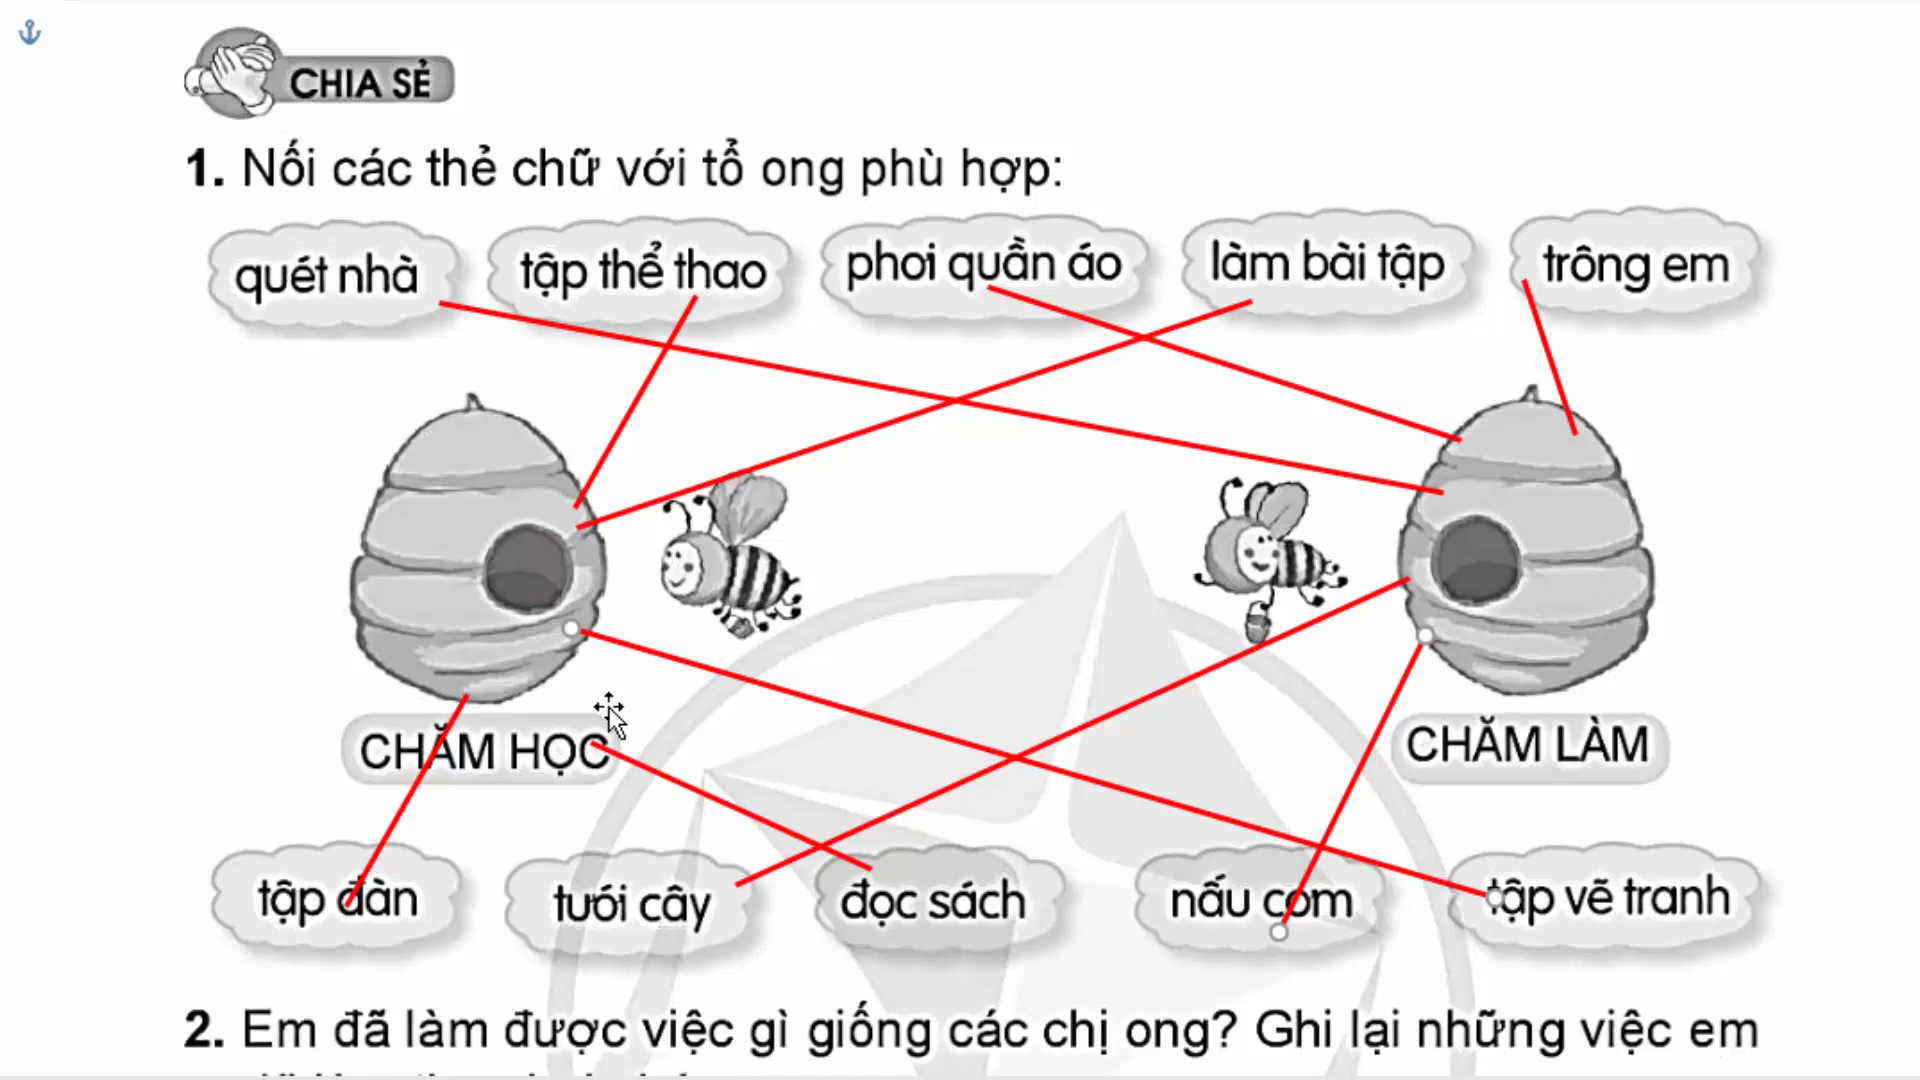 CHIA SẺ
1. Nối các thẻ chữ với tổ ong phù hợp:
quét nhà tập thể thao phơi quần áo làm bài tập trông em
CHĂM HỌC CHĂM LÀM
tập đàn tưới cây đọc sách nấu cơm tập vẽ tranh
2. Em đã làm được việc gì giống các chị ong? Ghi lại những việc em